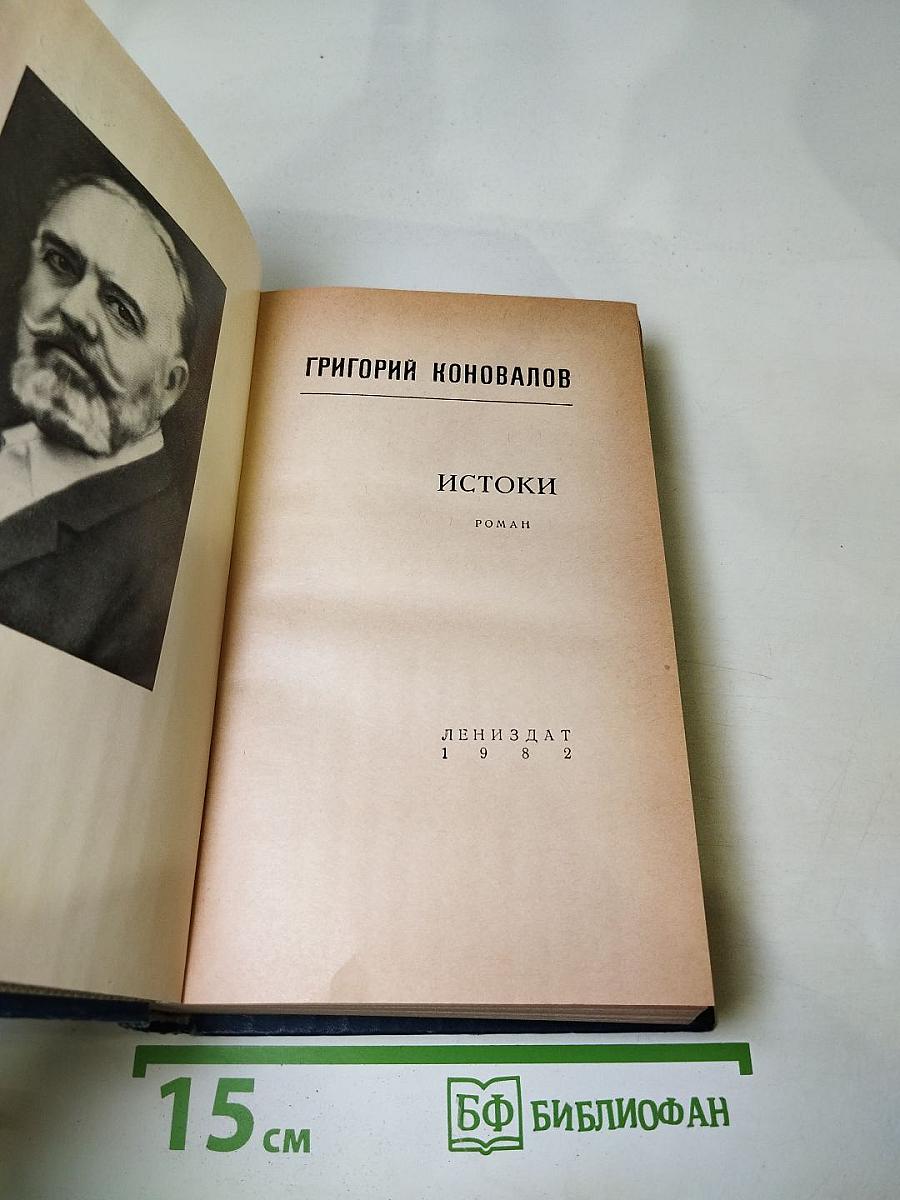 ГРИГОРИЙ КОНОВАЛОВ
ИСТОКИ
РОМАН
ЛЕНИЗДАТ
1982
15 см
БФ БИБЛИОФАН